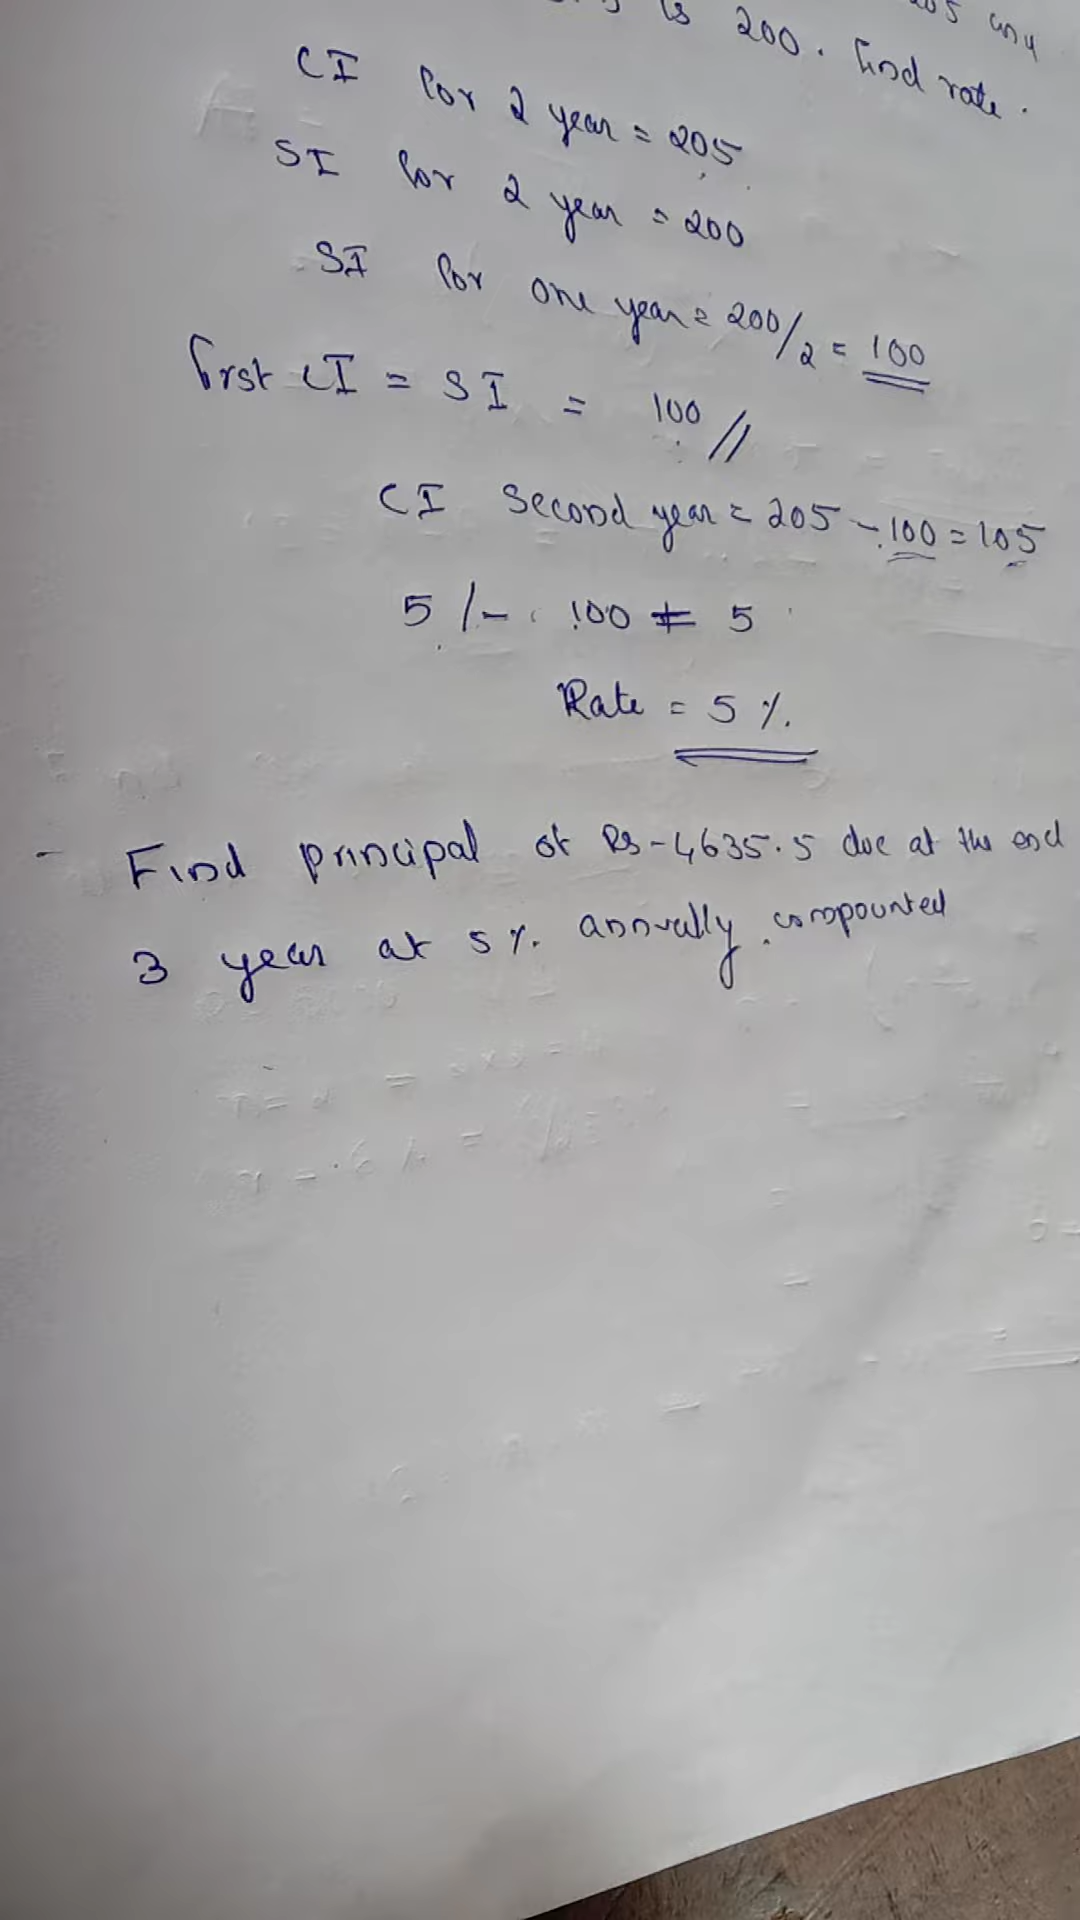 is 200. find rate.
CI for 2 year = 205
SI for 2 year = 200
SI for one year = 200/2 = 100
first CI = SI = 100 //
CI Second year = 205 - 100 = 105
5 /- 100 = 5
Rate = 5 %.
- Find principal of Rs - 4635.5 due at the end
3 year at 5 %. annually compounted